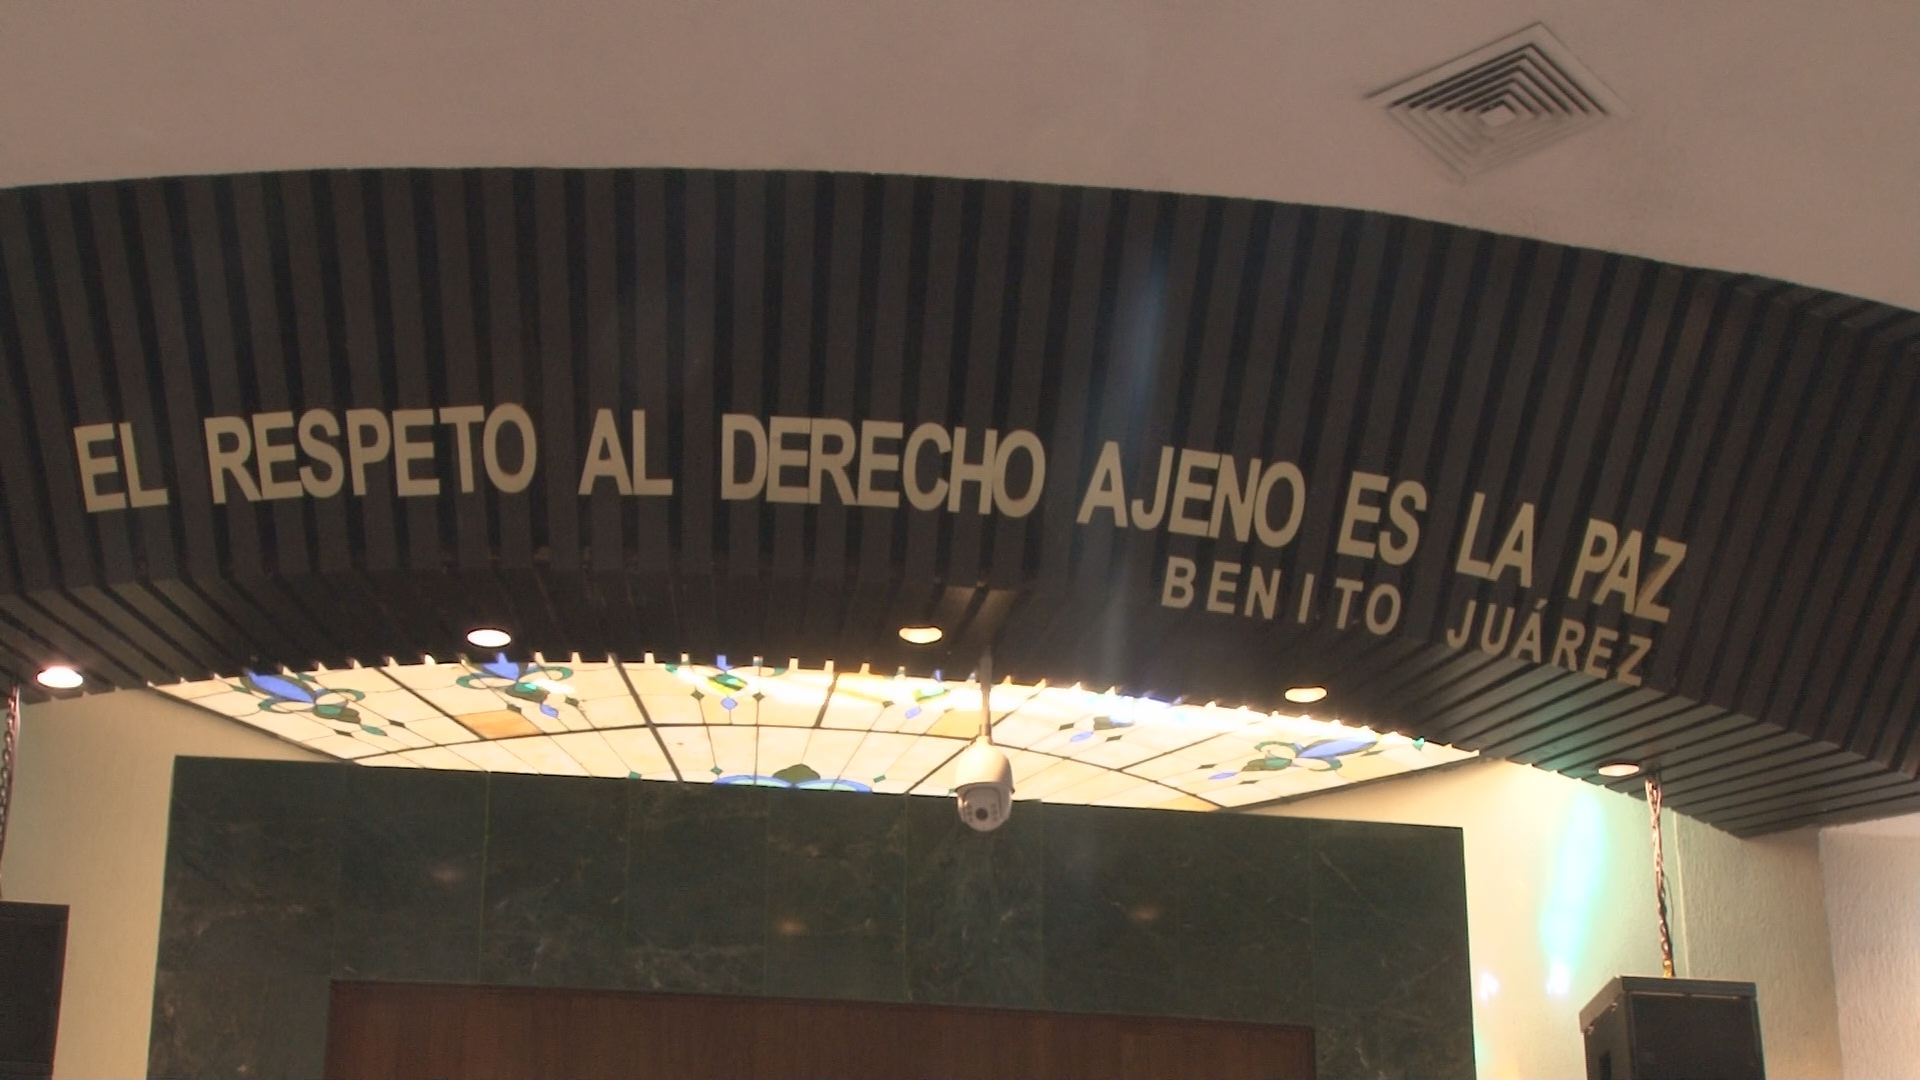 EL RESPETO AL DERECHO AJENO ES LA PAZ
BENITO JUÁREZ